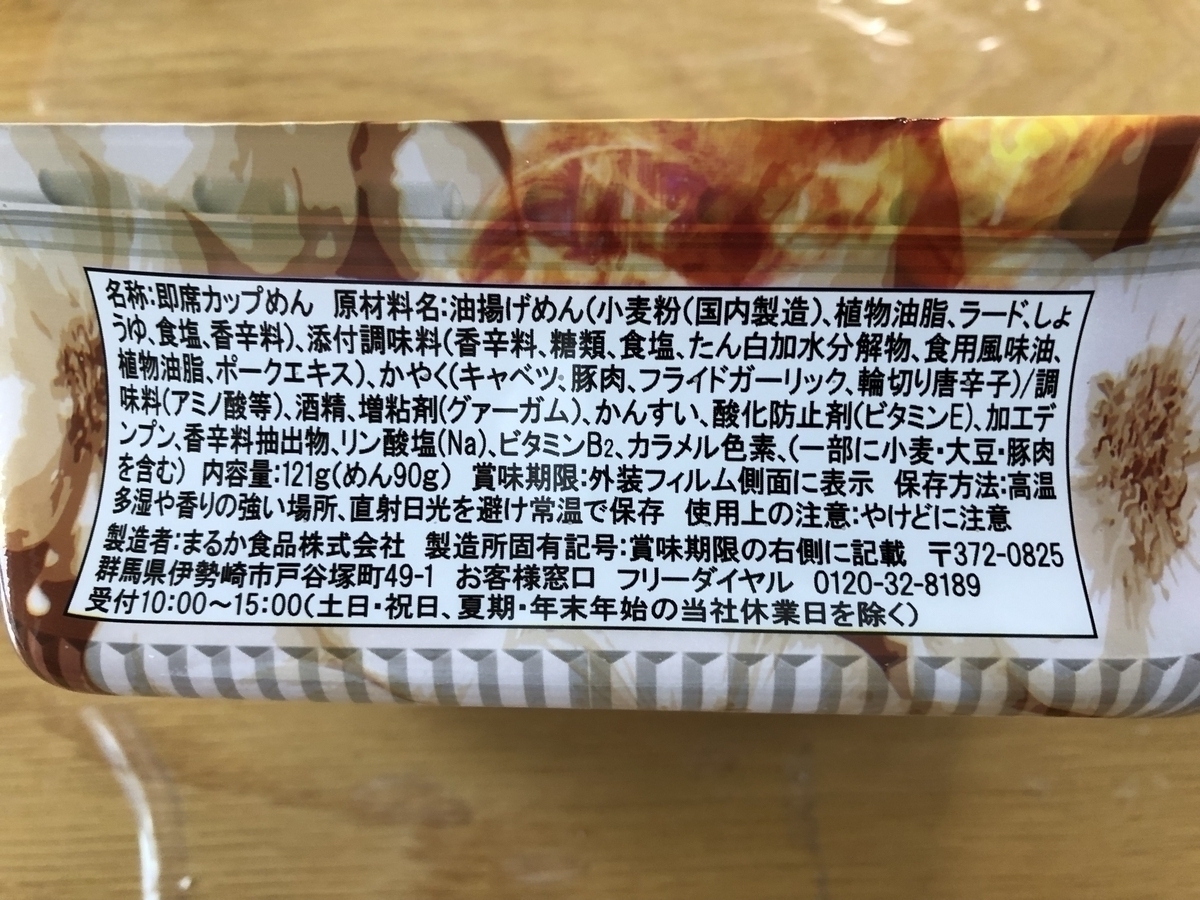 名称:即席カップめん 原材料名:油揚げめん(小麦粉(国内製造)、植物油脂、ラード、しょ
うゆ、食塩、香辛料)、添付調味料(香辛料、糖類、食塩、たん白加水分解物、食用風味油、
植物油脂、ポークエキス)、かやく(キャベツ、豚肉、フライドガーリック、輪切り唐辛子)/調
味料(アミノ酸等)、酒精、増粘剤(グァーガム)、かんすい、酸化防止剤(ビタミンE)、加工デ
ンプン、香辛料抽出物、リン酸塩(Na)、ビタミンB2、カラメル色素、(一部に小麦・大豆・豚肉
を含む) 内容量:121g(めん90g) 賞味期限:外装フィルム側面に表示 保存方法:高温
多湿や香りの強い場所、直射日光を避け常温で保存 使用上の注意:やけどに注意
製造者:まるか食品株式会社 製造所固有記号:賞味期限の右側に記載 〒372-0825
群馬県伊勢崎市戸谷塚町49-1 お客様窓口 フリーダイヤル 0120-32-8189
受付10:00〜15:00(土日・祝日、夏期・年末年始の当社休業日を除く)